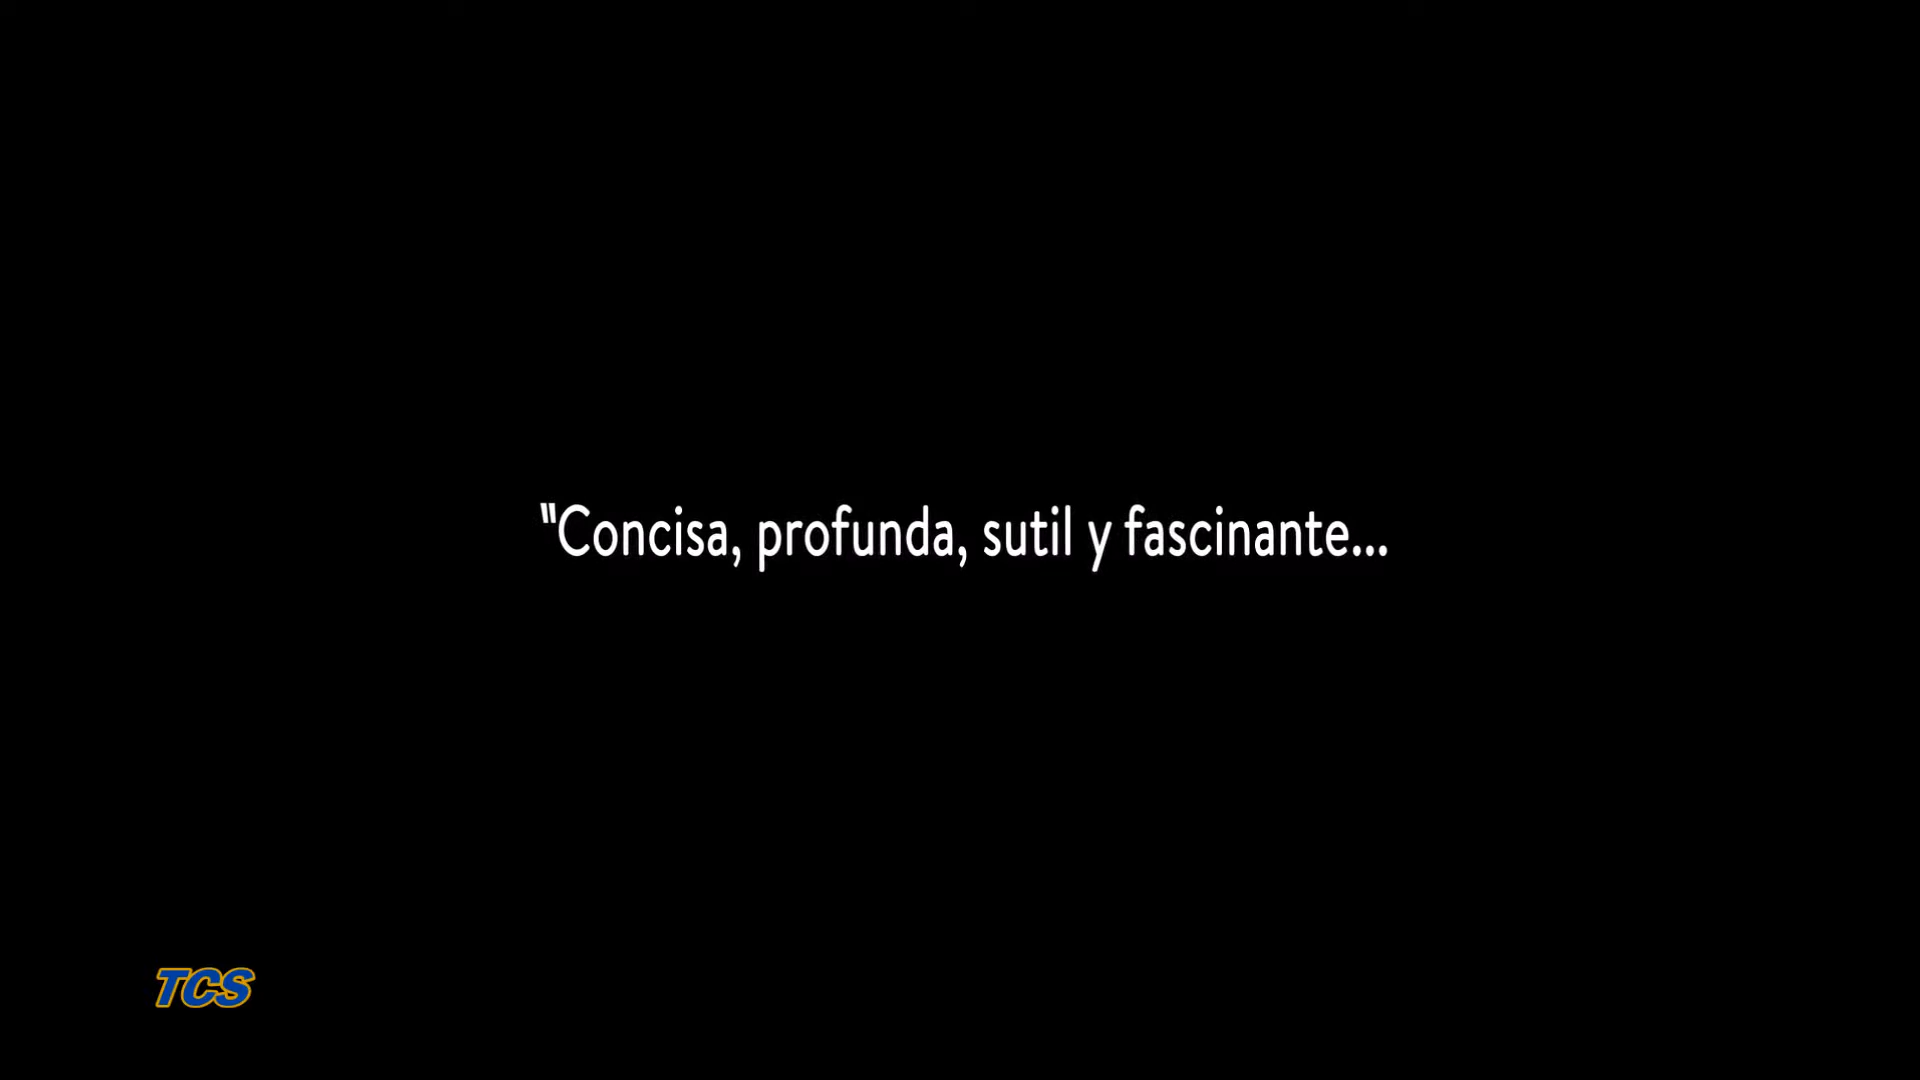 "Concisa, profunda, sutil y fascinante...
TCS